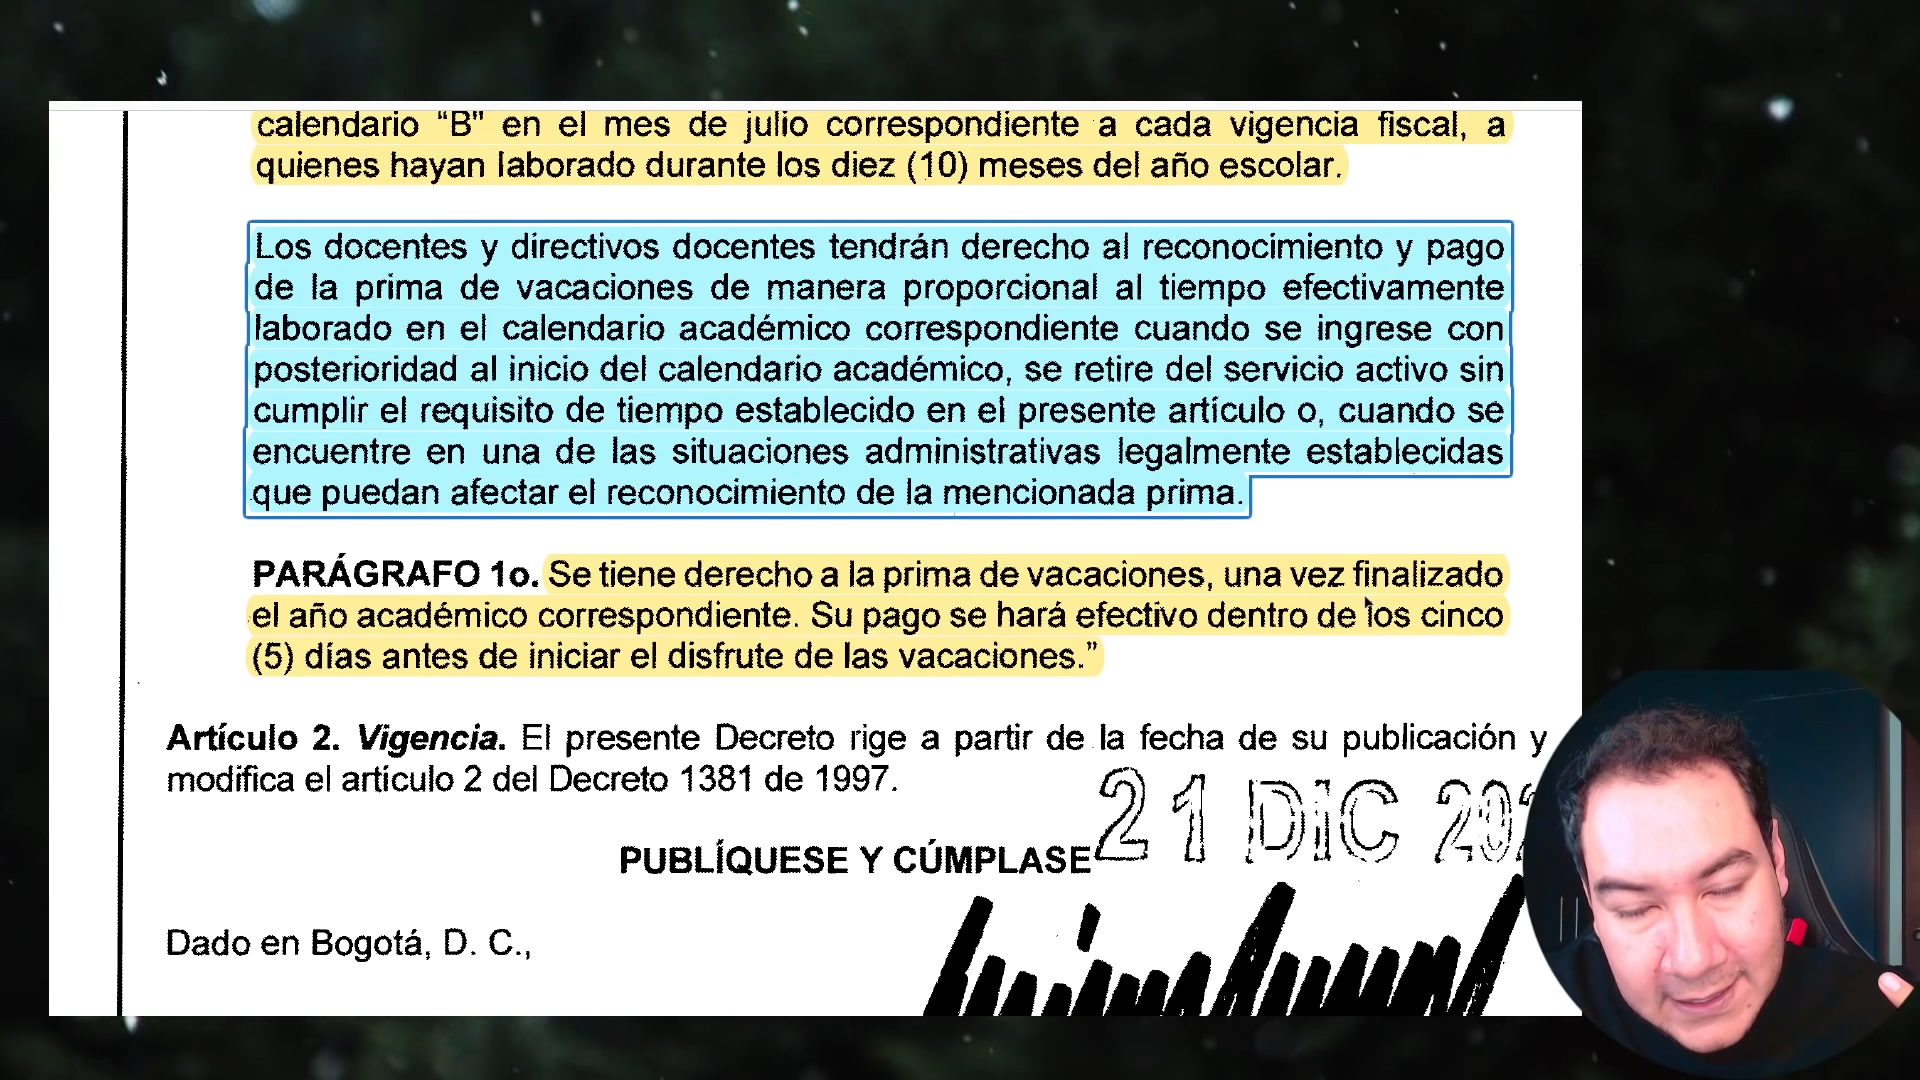 calendario “B” en el mes de julio correspondiente a cada vigencia fiscal, a
quienes hayan laborado durante los diez (10) meses del año escolar.
Los docentes y directivos docentes tendrán derecho al reconocimiento y pago
de la prima de vacaciones de manera proporcional al tiempo efectivamente
laborado en el calendario académico correspondiente cuando se ingrese con
posterioridad al inicio del calendario académico, se retire del servicio activo sin
cumplir el requisito de tiempo establecido en el presente artículo o, cuando se
encuentre en una de las situaciones administrativas legalmente establecidas
que puedan afectar el reconocimiento de la mencionada prima.
PARÁGRAFO 1o. Se tiene derecho a la prima de vacaciones, una vez finalizado
el año académico correspondiente. Su pago se hará efectivo dentro de los cinco
(5) días antes de iniciar el disfrute de las vacaciones.”
Artículo 2. Vigencia. El presente Decreto rige a partir de la fecha de su publicación y
modifica el artículo 2 del Decreto 1381 de 1997.
21 DIC
PUBLÍQUESE Y CÚMPLASE
Dado en Bogotá, D. C.,